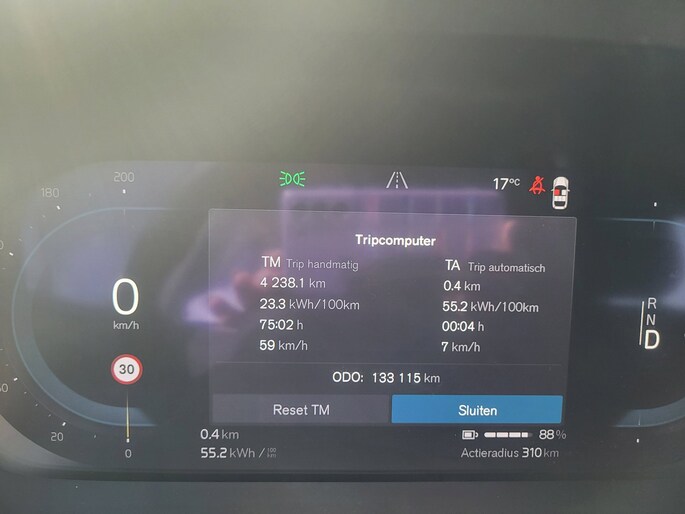 200
180
17°C
Tripcomputer
TM Trip handmatig
4 238.1 km
23.3 kWh/100km
75:02 h
59 km/h
TA Trip automatisch
0.4 km
55.2 kWh/100km
00:04 h
7 km/h
0
km/h
R
N
D
30
ODO: 133 115 km
Reset TM
Sluiten
20
0
0.4 km
55.2 kWh / 100 km
88%
Actieradius 310 km